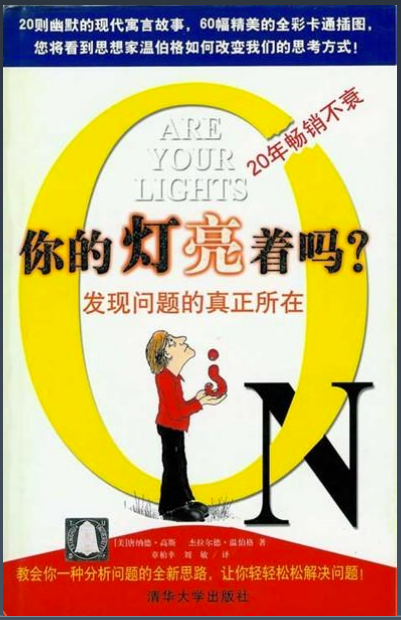 20则幽默的现代寓言故事，60幅精美的全彩卡通插图，
您将看到思想家温伯格如何改变我们的思考方式！
20年畅销不衰
ARE
YOUR
LIGHTS
ON
你的灯亮着吗？
发现问题的真正所在
[美]唐纳德·高斯 杰拉尔德·温伯格 著
章柏幸 刘敏/译
教会你一种分析问题的全新思路，让你轻轻松松解决问题！
清华大学出版社